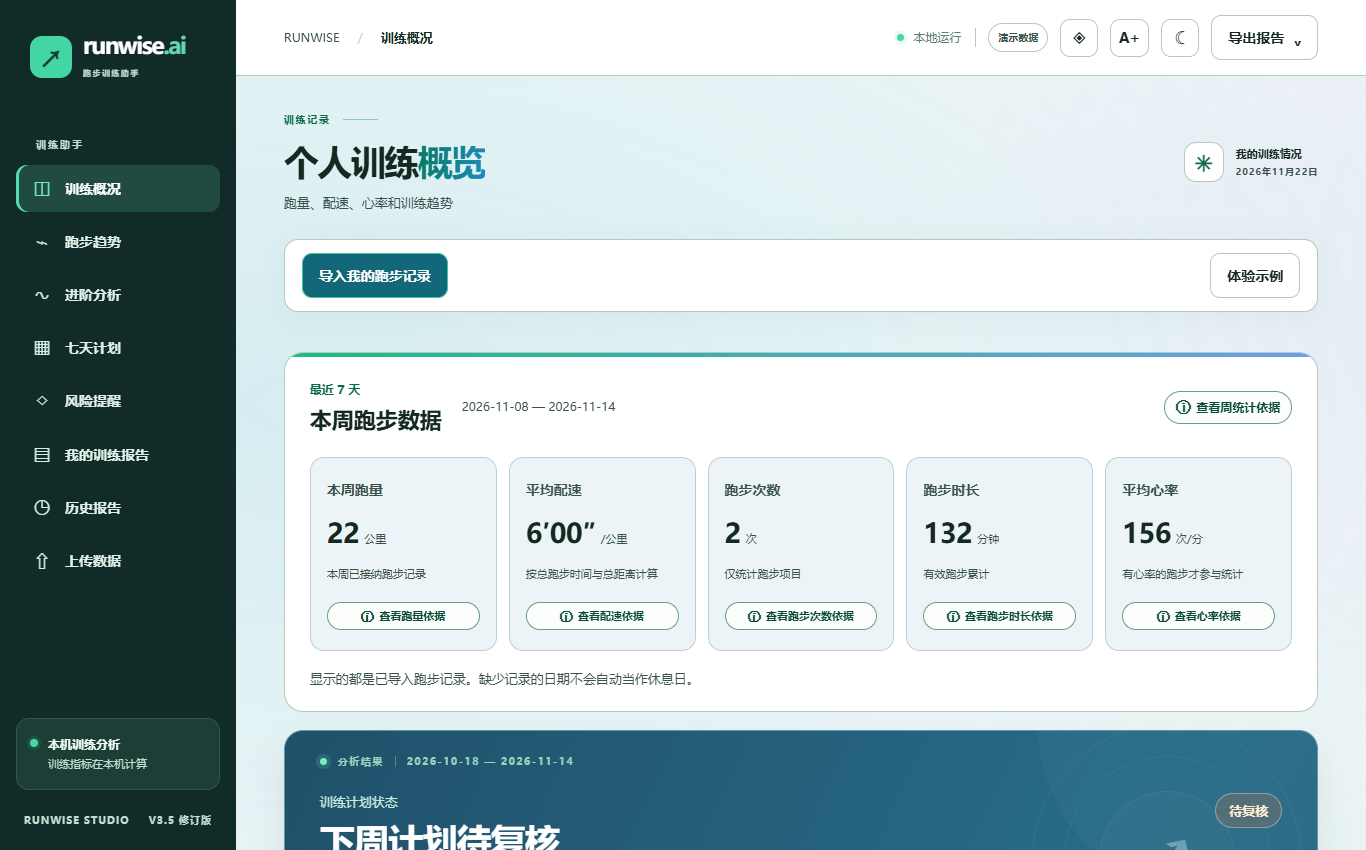 runwise.ai
跑步训练助手
训练助手
训练概况
跑步趋势
进阶分析
七天计划
风险提醒
我的训练报告
历史报告
上传数据
本机训练分析
训练指标在本机计算
RUNWISE STUDIO V3.5 修订版
RUNWISE / 训练概况
本地运行
演示数据
A+
导出报告
训练记录
个人训练概览
跑量、配速、心率和训练趋势
我的训练情况
2026年11月22日
导入我的跑步记录
体验示例
最近 7 天
本周跑步数据
2026-11-08 — 2026-11-14
查看周统计依据
本周跑量
22 公里
本周已接纳跑步记录
查看跑量依据
平均配速
6′00″ /公里
按总跑步时间与总距离计算
查看配速依据
跑步次数
2 次
仅统计跑步项目
查看跑步次数依据
跑步时长
132 分钟
有效跑步累计
查看跑步时长依据
平均心率
156 次/分
有心率的跑步才参与统计
查看心率依据
显示的都是已导入跑步记录。缺少记录的日期不会自动当作休息日。
分析结果
2026-10-18 — 2026-11-14
训练计划状态
下周计划待复核
待复核